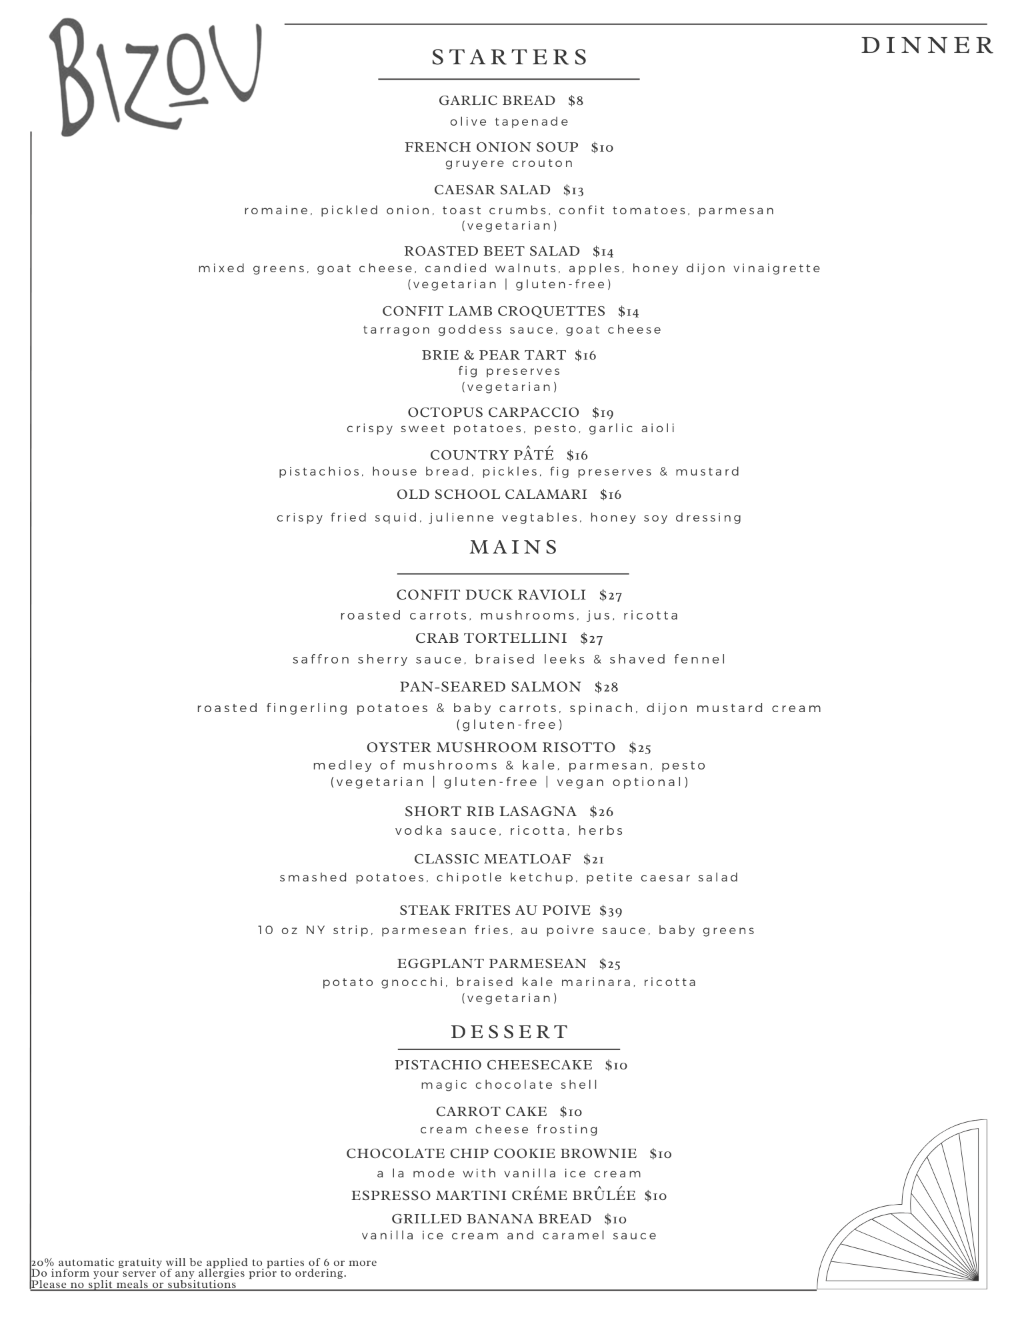 BIZOU
DINNER
STARTERS
GARLIC BREAD $8
olive tapenade
FRENCH ONION SOUP $10
gruyere crouton
CAESAR SALAD $13
romaine, pickled onion, toast crumbs, confit tomatoes, parmesan
(vegetarian)
ROASTED BEET SALAD $14
mixed greens, goat cheese, candied walnuts, apples, honey dijon vinaigrette
(vegetarian | gluten-free)
CONFIT LAMB CROQUETTES $14
tarragon goddess sauce, goat cheese
BRIE & PEAR TART $16
fig preserves
(vegetarian)
OCTOPUS CARPACCIO $19
crispy sweet potatoes, pesto, garlic aioli
COUNTRY PÂTÉ $16
pistachios, house bread, pickles, fig preserves & mustard
OLD SCHOOL CALAMARI $16
crispy fried squid, julienne vegtables, honey soy dressing
MAINS
CONFIT DUCK RAVIOLI $27
roasted carrots, mushrooms, jus, ricotta
CRAB TORTELLINI $27
saffron sherry sauce, braised leeks & shaved fennel
PAN-SEARED SALMON $28
roasted fingerling potatoes & baby carrots, spinach, dijon mustard cream
(gluten-free)
OYSTER MUSHROOM RISOTTO $25
medley of mushrooms & kale, parmesan, pesto
(vegetarian | gluten-free | vegan optional)
SHORT RIB LASAGNA $26
vodka sauce, ricotta, herbs
CLASSIC MEATLOAF $21
smashed potatoes, chipotle ketchup, petite caesar salad
STEAK FRITES AU POIVE $39
10 oz NY strip, parmesean fries, au poivre sauce, baby greens
EGGPLANT PARMESEAN $25
potato gnocchi, braised kale marinara, ricotta
(vegetarian)
DESSERT
PISTACHIO CHEESECAKE $10
magic chocolate shell
CARROT CAKE $10
cream cheese frosting
CHOCOLATE CHIP COOKIE BROWNIE $10
a la mode with vanilla ice cream
ESPRESSO MARTINI CRÉME BRÛLÉE $10
GRILLED BANANA BREAD $10
vanilla ice cream and caramel sauce
20% automatic gratuity will be applied to parties of 6 or more
Do inform your server of any allergies prior to ordering.
Please no split meals or subsitutions